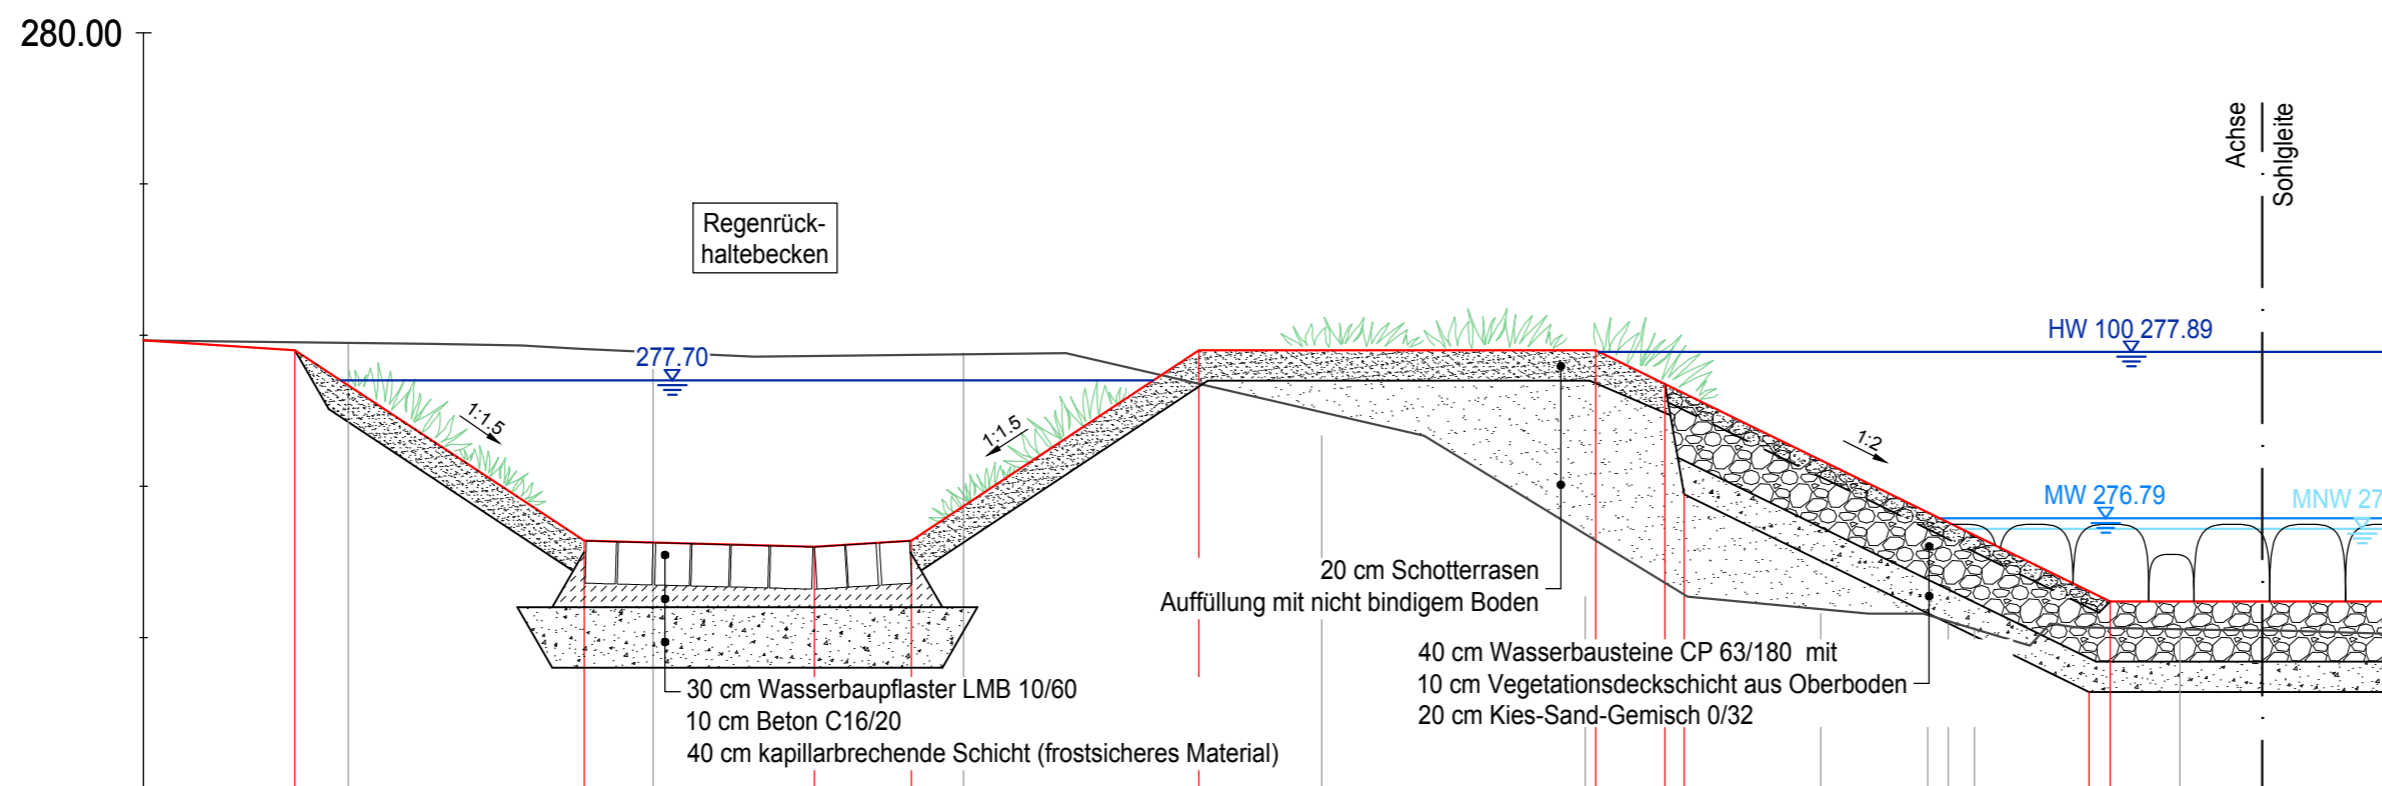 280.00
Achse
Sohlgleite
Regenrück-
haltebecken
HW 100 277.89
277.70
1:1.5
1:1.5
1:2
MW 276.79
MNW 27
20 cm Schotterrasen
Auffüllung mit nicht bindigem Boden
40 cm Wasserbausteine CP 63/180 mit
10 cm Vegetationsdeckschicht aus Oberboden
20 cm Kies-Sand-Gemisch 0/32
30 cm Wasserbaupflaster LMB 10/60
10 cm Beton C16/20
40 cm kapillarbrechende Schicht (frostsicheres Material)